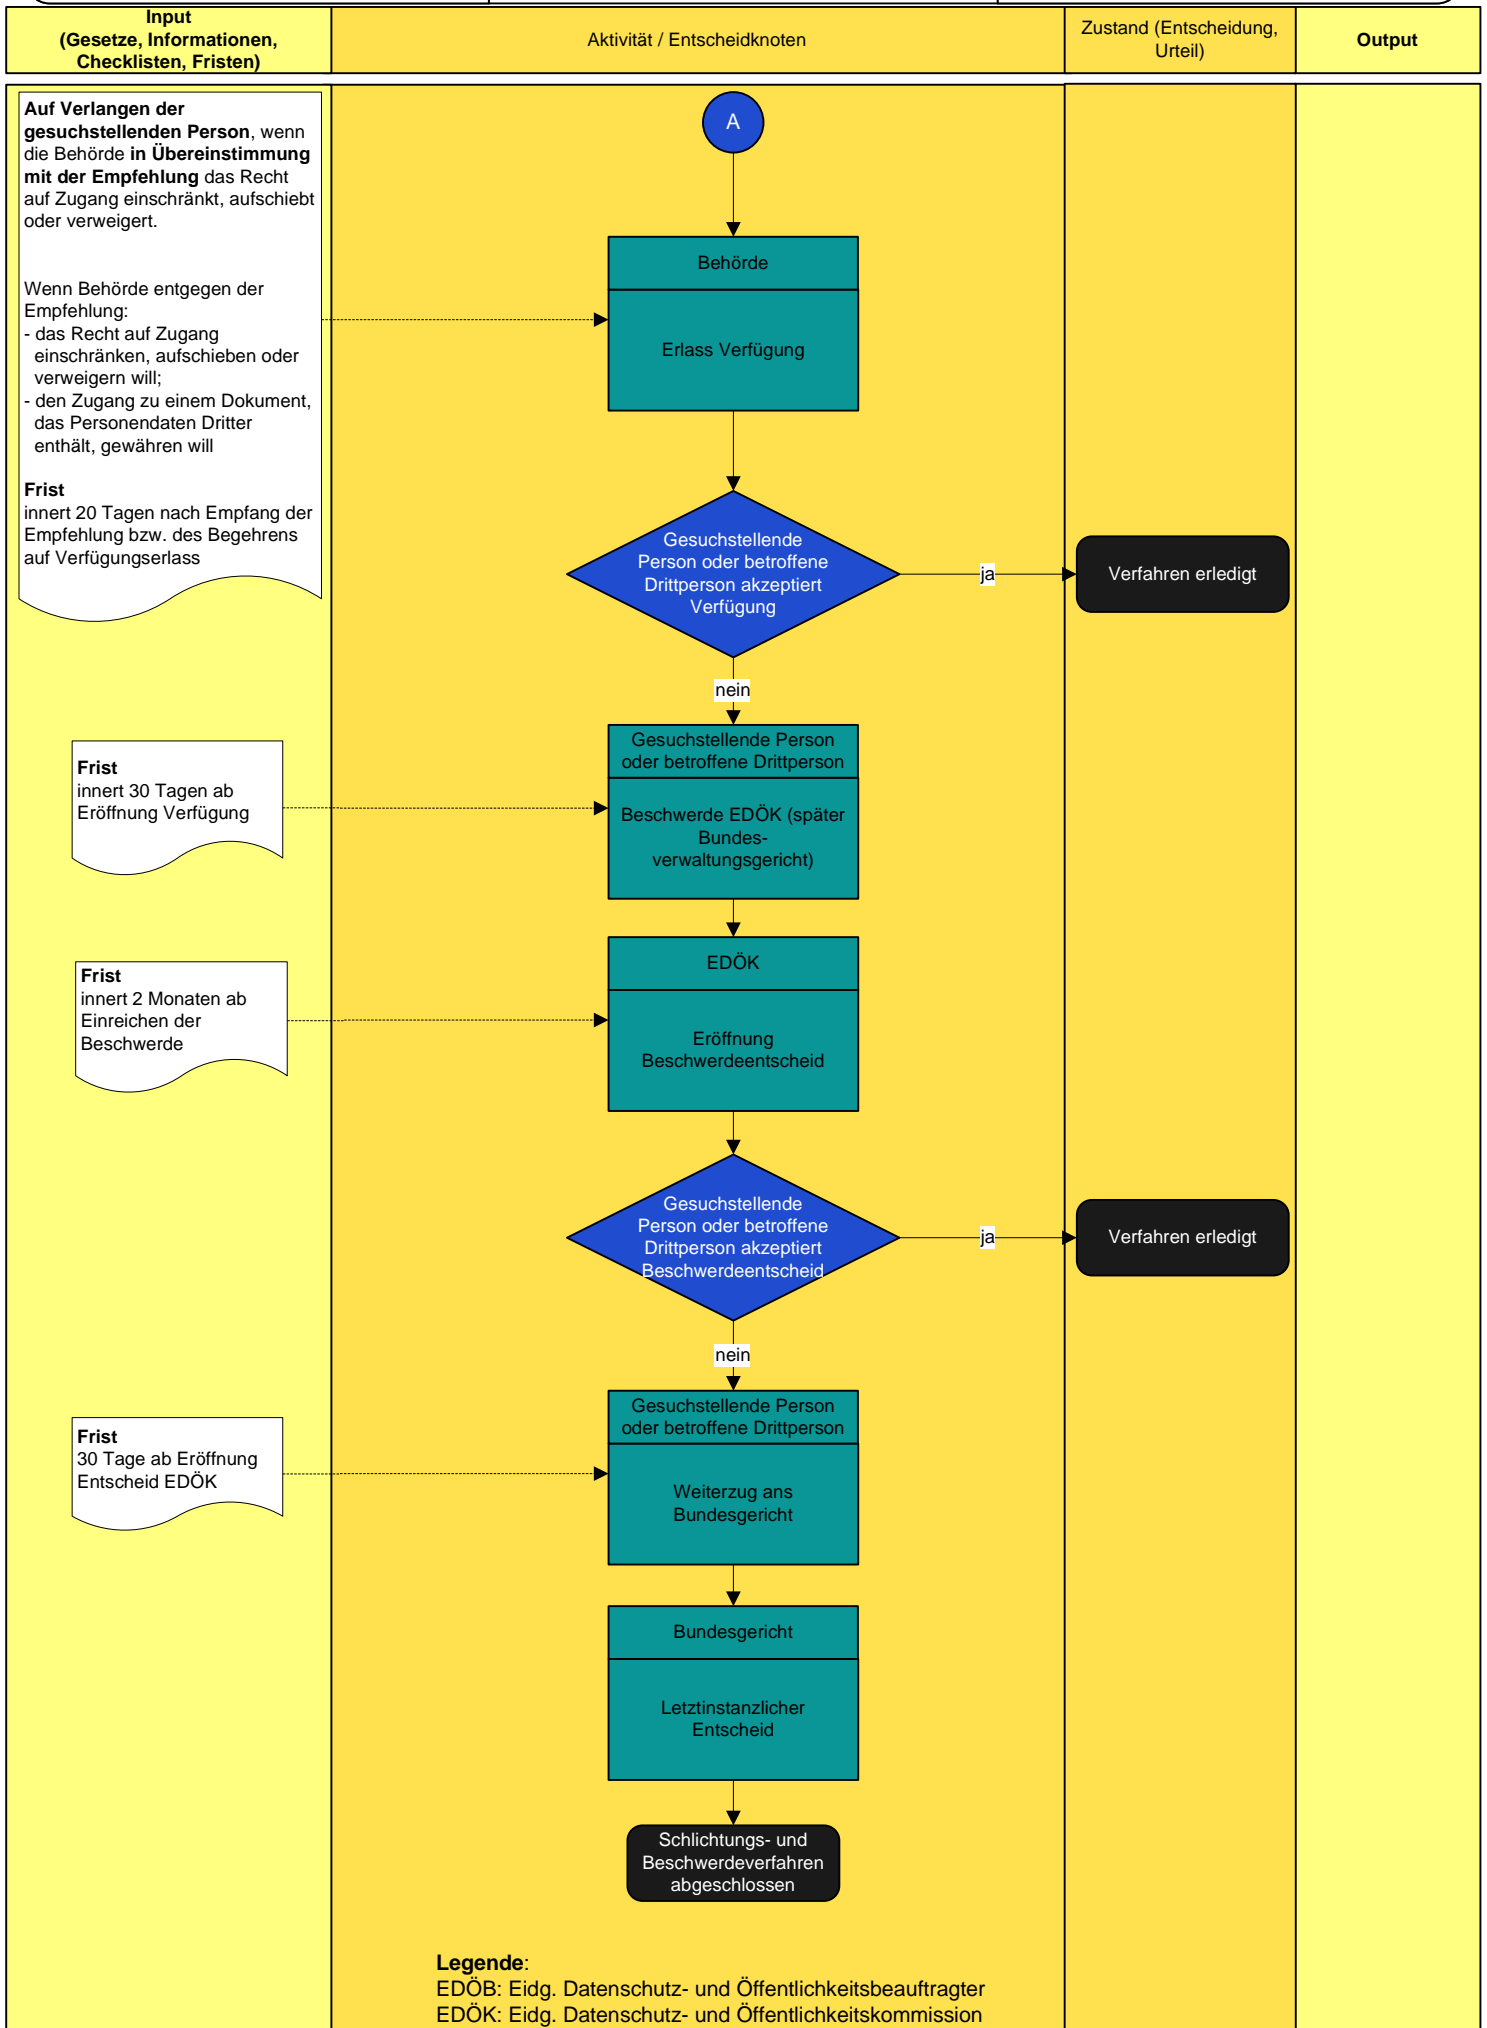 Input
(Gesetze, Informationen,
Checklisten, Fristen)
Aktivität / Entscheidknoten
Zustand (Entscheidung,
Urteil)
Output
Auf Verlangen der
gesuchstellenden Person, wenn
die Behörde in Übereinstimmung
mit der Empfehlung das Recht
auf Zugang einschränkt, aufschiebt
oder verweigert.
Wenn Behörde entgegen der
Empfehlung:
- das Recht auf Zugang
einschränken, aufschieben oder
verweigern will;
- den Zugang zu einem Dokument,
das Personendaten Dritter
enthält, gewähren will
Frist
innert 20 Tagen nach Empfang der
Empfehlung bzw. des Begehrens
auf Verfügungserlass
A
Behörde
Erlass Verfügung
Gesuchstellende
Person oder betroffene
Drittperson akzeptiert
Verfügung
ja
Verfahren erledigt
nein
Frist
innert 30 Tagen ab
Eröffnung Verfügung
Gesuchstellende Person
oder betroffene Drittperson
Beschwerde EDÖK (später
Bundes-
verwaltungsgericht)
Frist
innert 2 Monaten ab
Einreichen der
Beschwerde
EDÖK
Eröffnung
Beschwerdeentscheid
Gesuchstellende
Person oder betroffene
Drittperson akzeptiert
Beschwerdeentscheid
ja
Verfahren erledigt
nein
Frist
30 Tage ab Eröffnung
Entscheid EDÖK
Gesuchstellende Person
oder betroffene Drittperson
Weiterzug ans
Bundesgericht
Bundesgericht
Letztinstanzlicher
Entscheid
Schlichtungs- und
Beschwerdeverfahren
abgeschlossen
Legende:
EDÖB: Eidg. Datenschutz- und Öffentlichkeitsbeauftragter
EDÖK: Eidg. Datenschutz- und Öffentlichkeitskommission